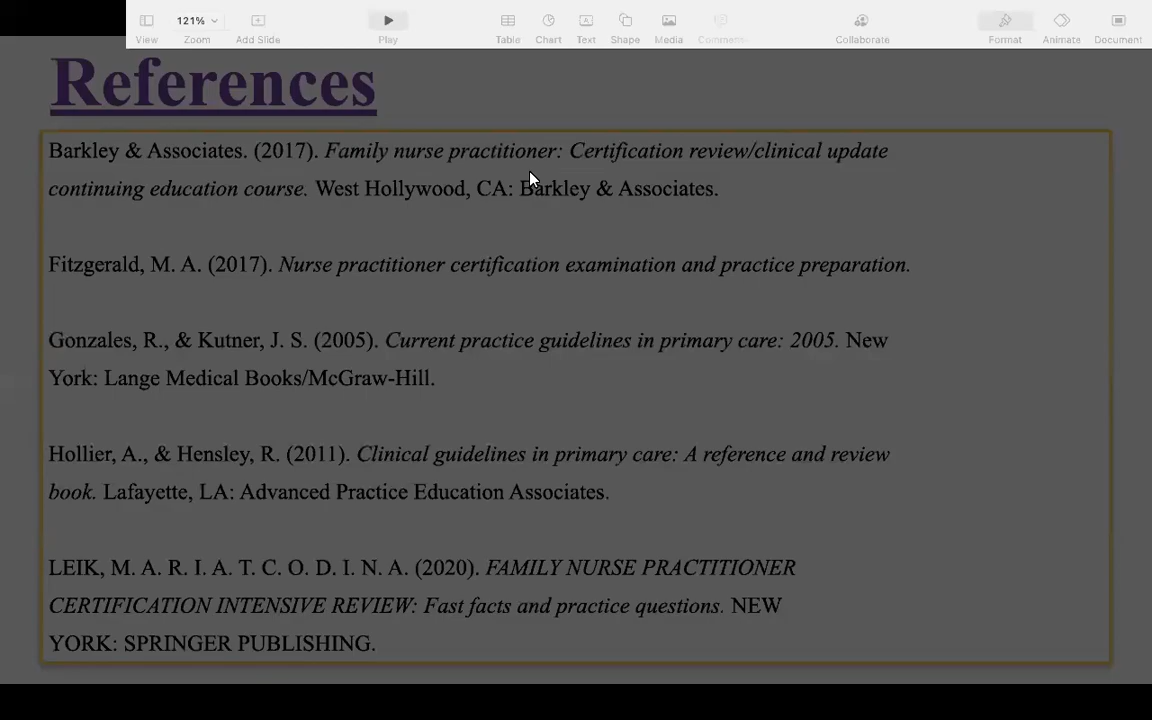 121%
View Zoom Add Slide Play Table Chart Text Shape Media Comment Collaborate Format Animate Document
References
Barkley & Associates. (2017). Family nurse practitioner: Certification review/clinical update
continuing education course. West Hollywood, CA: Barkley & Associates.
Fitzgerald, M. A. (2017). Nurse practitioner certification examination and practice preparation.
Gonzales, R., & Kutner, J. S. (2005). Current practice guidelines in primary care: 2005. New
York: Lange Medical Books/McGraw-Hill.
Hollier, A., & Hensley, R. (2011). Clinical guidelines in primary care: A reference and review
book. Lafayette, LA: Advanced Practice Education Associates.
LEIK, M. A. R. I. A. T. C. O. D. I. N. A. (2020). FAMILY NURSE PRACTITIONER
CERTIFICATION INTENSIVE REVIEW: Fast facts and practice questions. NEW
YORK: SPRINGER PUBLISHING.